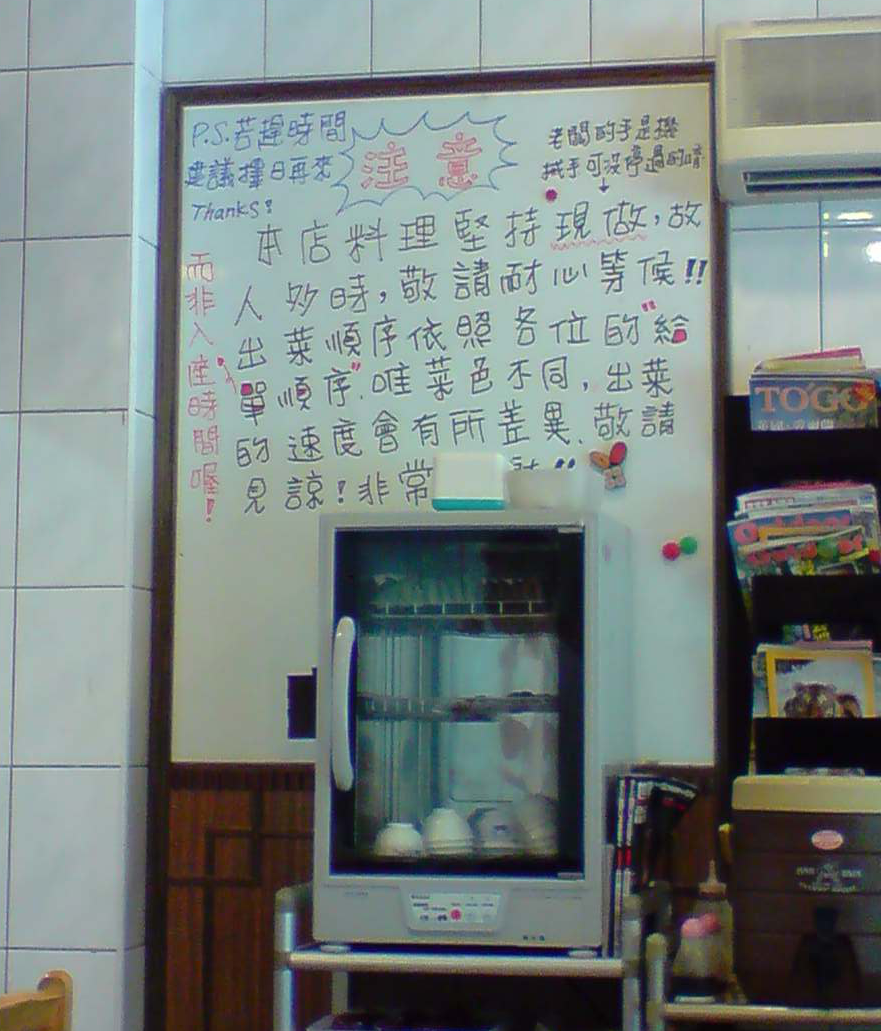 P.S.若趕時間
建議擇日再來
Thanks!
注意
老闆的手是機
械手可沒停過的唷
本店料理堅持現做,故
人多時,敬請耐心等候!!
出菜順序依照各位的"給
單順序",唯菜色不同,出菜
的速度會有所差異、敬請
見諒!非常
!!
而非入座時間喔!
TO'GO